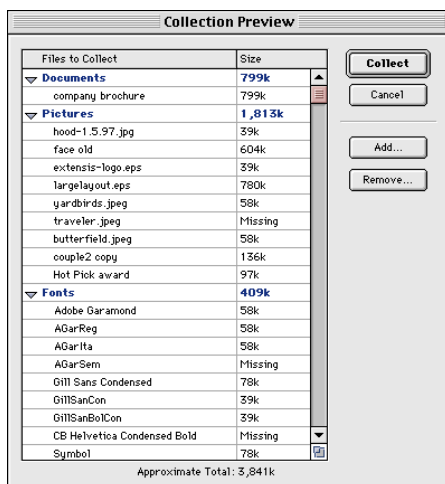 Collection Preview
Files to Collect Size
Documents 799k
company brochure 799k
Pictures 1,813k
hood-1.5.97.jpg 39k
face old 604k
extensis-logo.eps 39k
largelayout.eps 780k
yardbirds.jpeg 58k
traveler.jpeg Missing
butterfield.jpeg 58k
couple2 copy 136k
Hot Pick award 97k
Fonts 409k
Adobe Garamond 58k
AGarReg 58k
AGarIta 58k
AGarSem Missing
Gill Sans Condensed 78k
GillSanCon 39k
GillSanBolCon 39k
CB Helvetica Condensed Bold Missing
Symbol 78k
Approximate Total: 3,841k
Collect
Cancel
Add...
Remove...